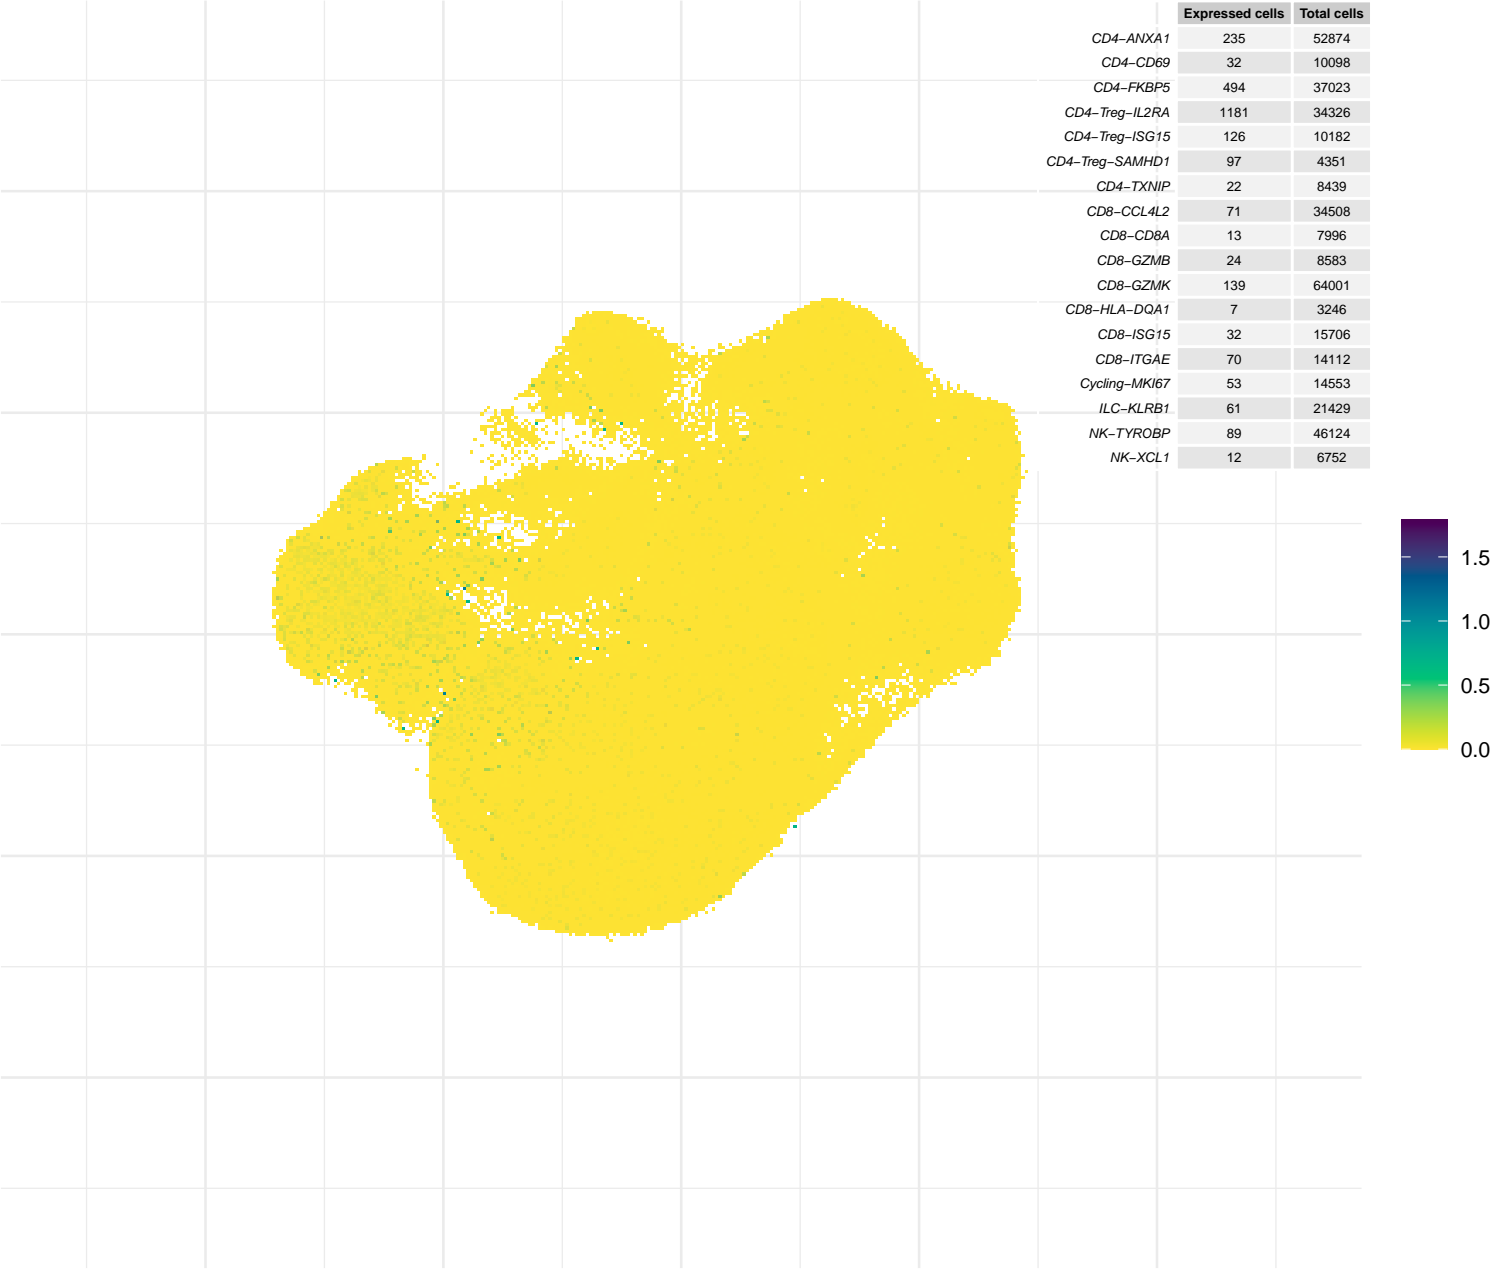 Expressed cells Total cells
CD4−ANXA1 235 52874
CD4−CD69 32 10098
CD4−FKBP5 494 37023
CD4−Treg−IL2RA 1181 34326
CD4−Treg−ISG15 126 10182
CD4−Treg−SAMHD1 97 4351
CD4−TXNIP 22 8439
CD8−CCL4L2 71 34508
CD8−CD8A 13 7996
CD8−GZMB 24 8583
CD8−GZMK 139 64001
CD8−HLA−DQA1 7 3246
CD8−ISG15 32 15706
CD8−ITGAE 70 14112
Cycling−MKI67 53 14553
ILC−KLRB1 61 21429
NK−TYROBP 89 46124
NK−XCL1 12 6752
1.5
1.0
0.5
0.0